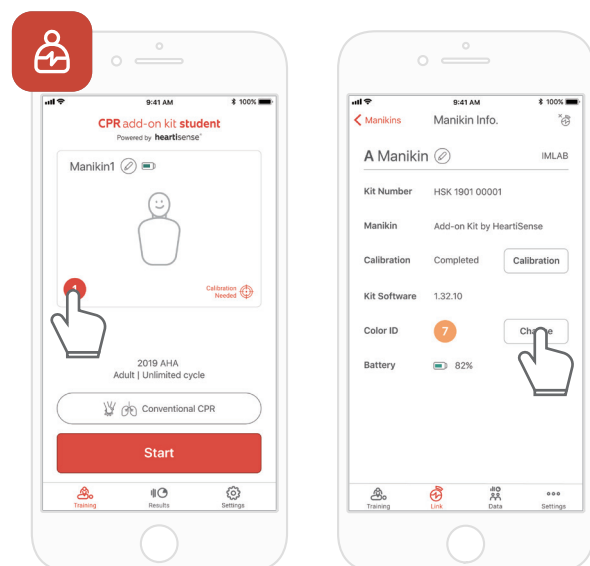 9:41 AM
100%
CPR add-on kit student
Powered by heartisense
Manikin1
Calibration
Needed
2019 AHA
Adult | Unlimited cycle
Conventional CPR
Start
Training
Results
Settings
9:41 AM
100%
Manikins
Manikin Info.
A Manikin
IMLAB
Kit Number
HSK 1901 00001
Manikin
Add-on Kit by HeartiSense
Calibration
Completed
Calibration
Kit Software
1.32.10
Color ID
7
Battery
82%
Training
Link
Data
Settings